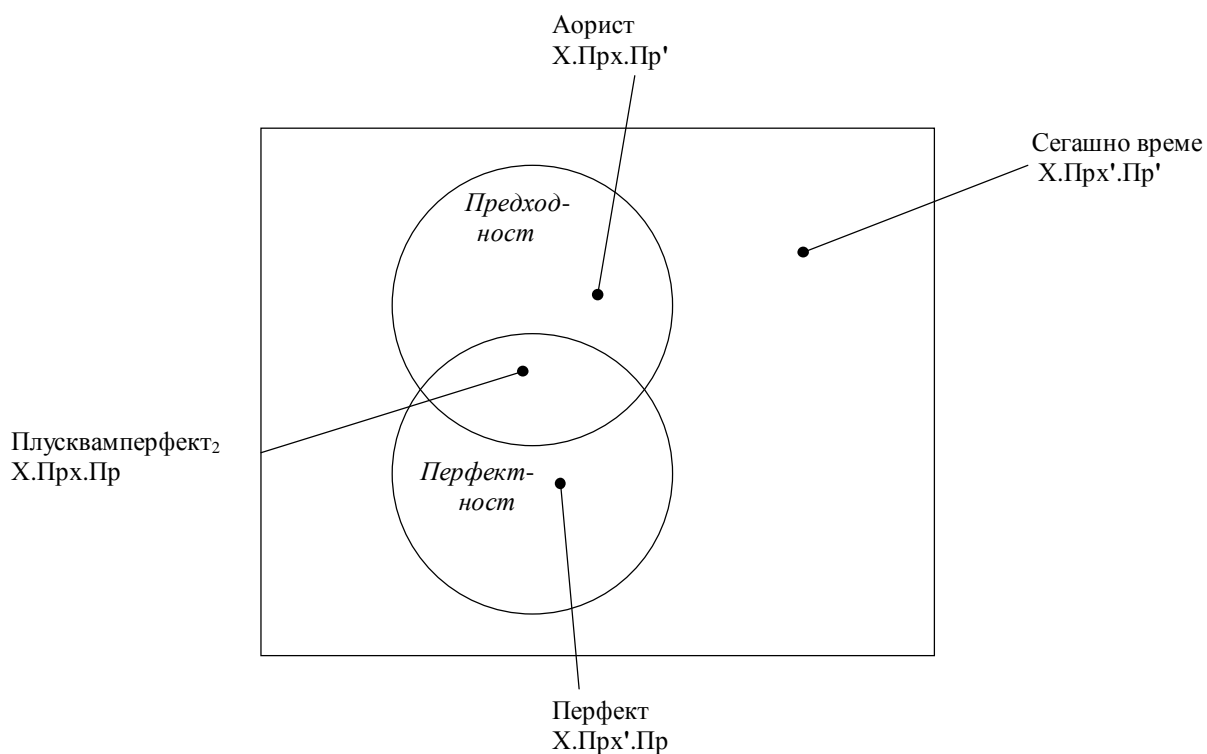 Аорист
Х.Прх.Пр'
Сегашно време
Х.Прх'.Пр'
Предход-
ност
Плусквамперфект₂
Х.Прх.Пр
Перфект-
ност
Перфект
Х.Прх'.Пр